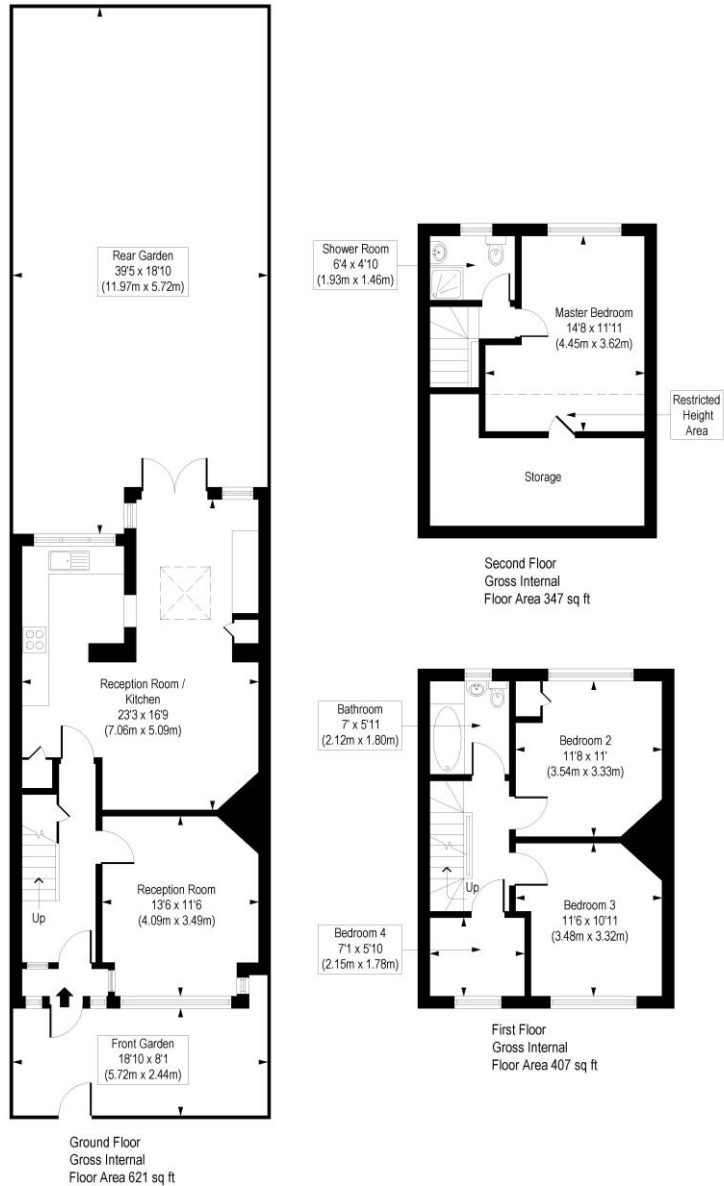 Rear Garden
39'5 x 18'10
(11.97m x 5.72m)
Reception Room /
Kitchen
23'3 x 16'9
(7.06m x 5.09m)
Reception Room
13'6 x 11'6
(4.09m x 3.49m)
Up
Front Garden
18'10 x 8'1
(5.72m x 2.44m)
Ground Floor
Gross Internal
Floor Area 621 sq ft
Shower Room
6'4 x 4'10
(1.93m x 1.46m)
Master Bedroom
14'8 x 11'11
(4.45m x 3.62m)
Restricted
Height
Area
Storage
Second Floor
Gross Internal
Floor Area 347 sq ft
Bathroom
7' x 5'11
(2.12m x 1.80m)
Bedroom 2
11'8 x 11'
(3.54m x 3.33m)
Up
Bedroom 3
11'6 x 10'11
(3.48m x 3.32m)
Bedroom 4
7'1 x 5'10
(2.15m x 1.78m)
First Floor
Gross Internal
Floor Area 407 sq ft